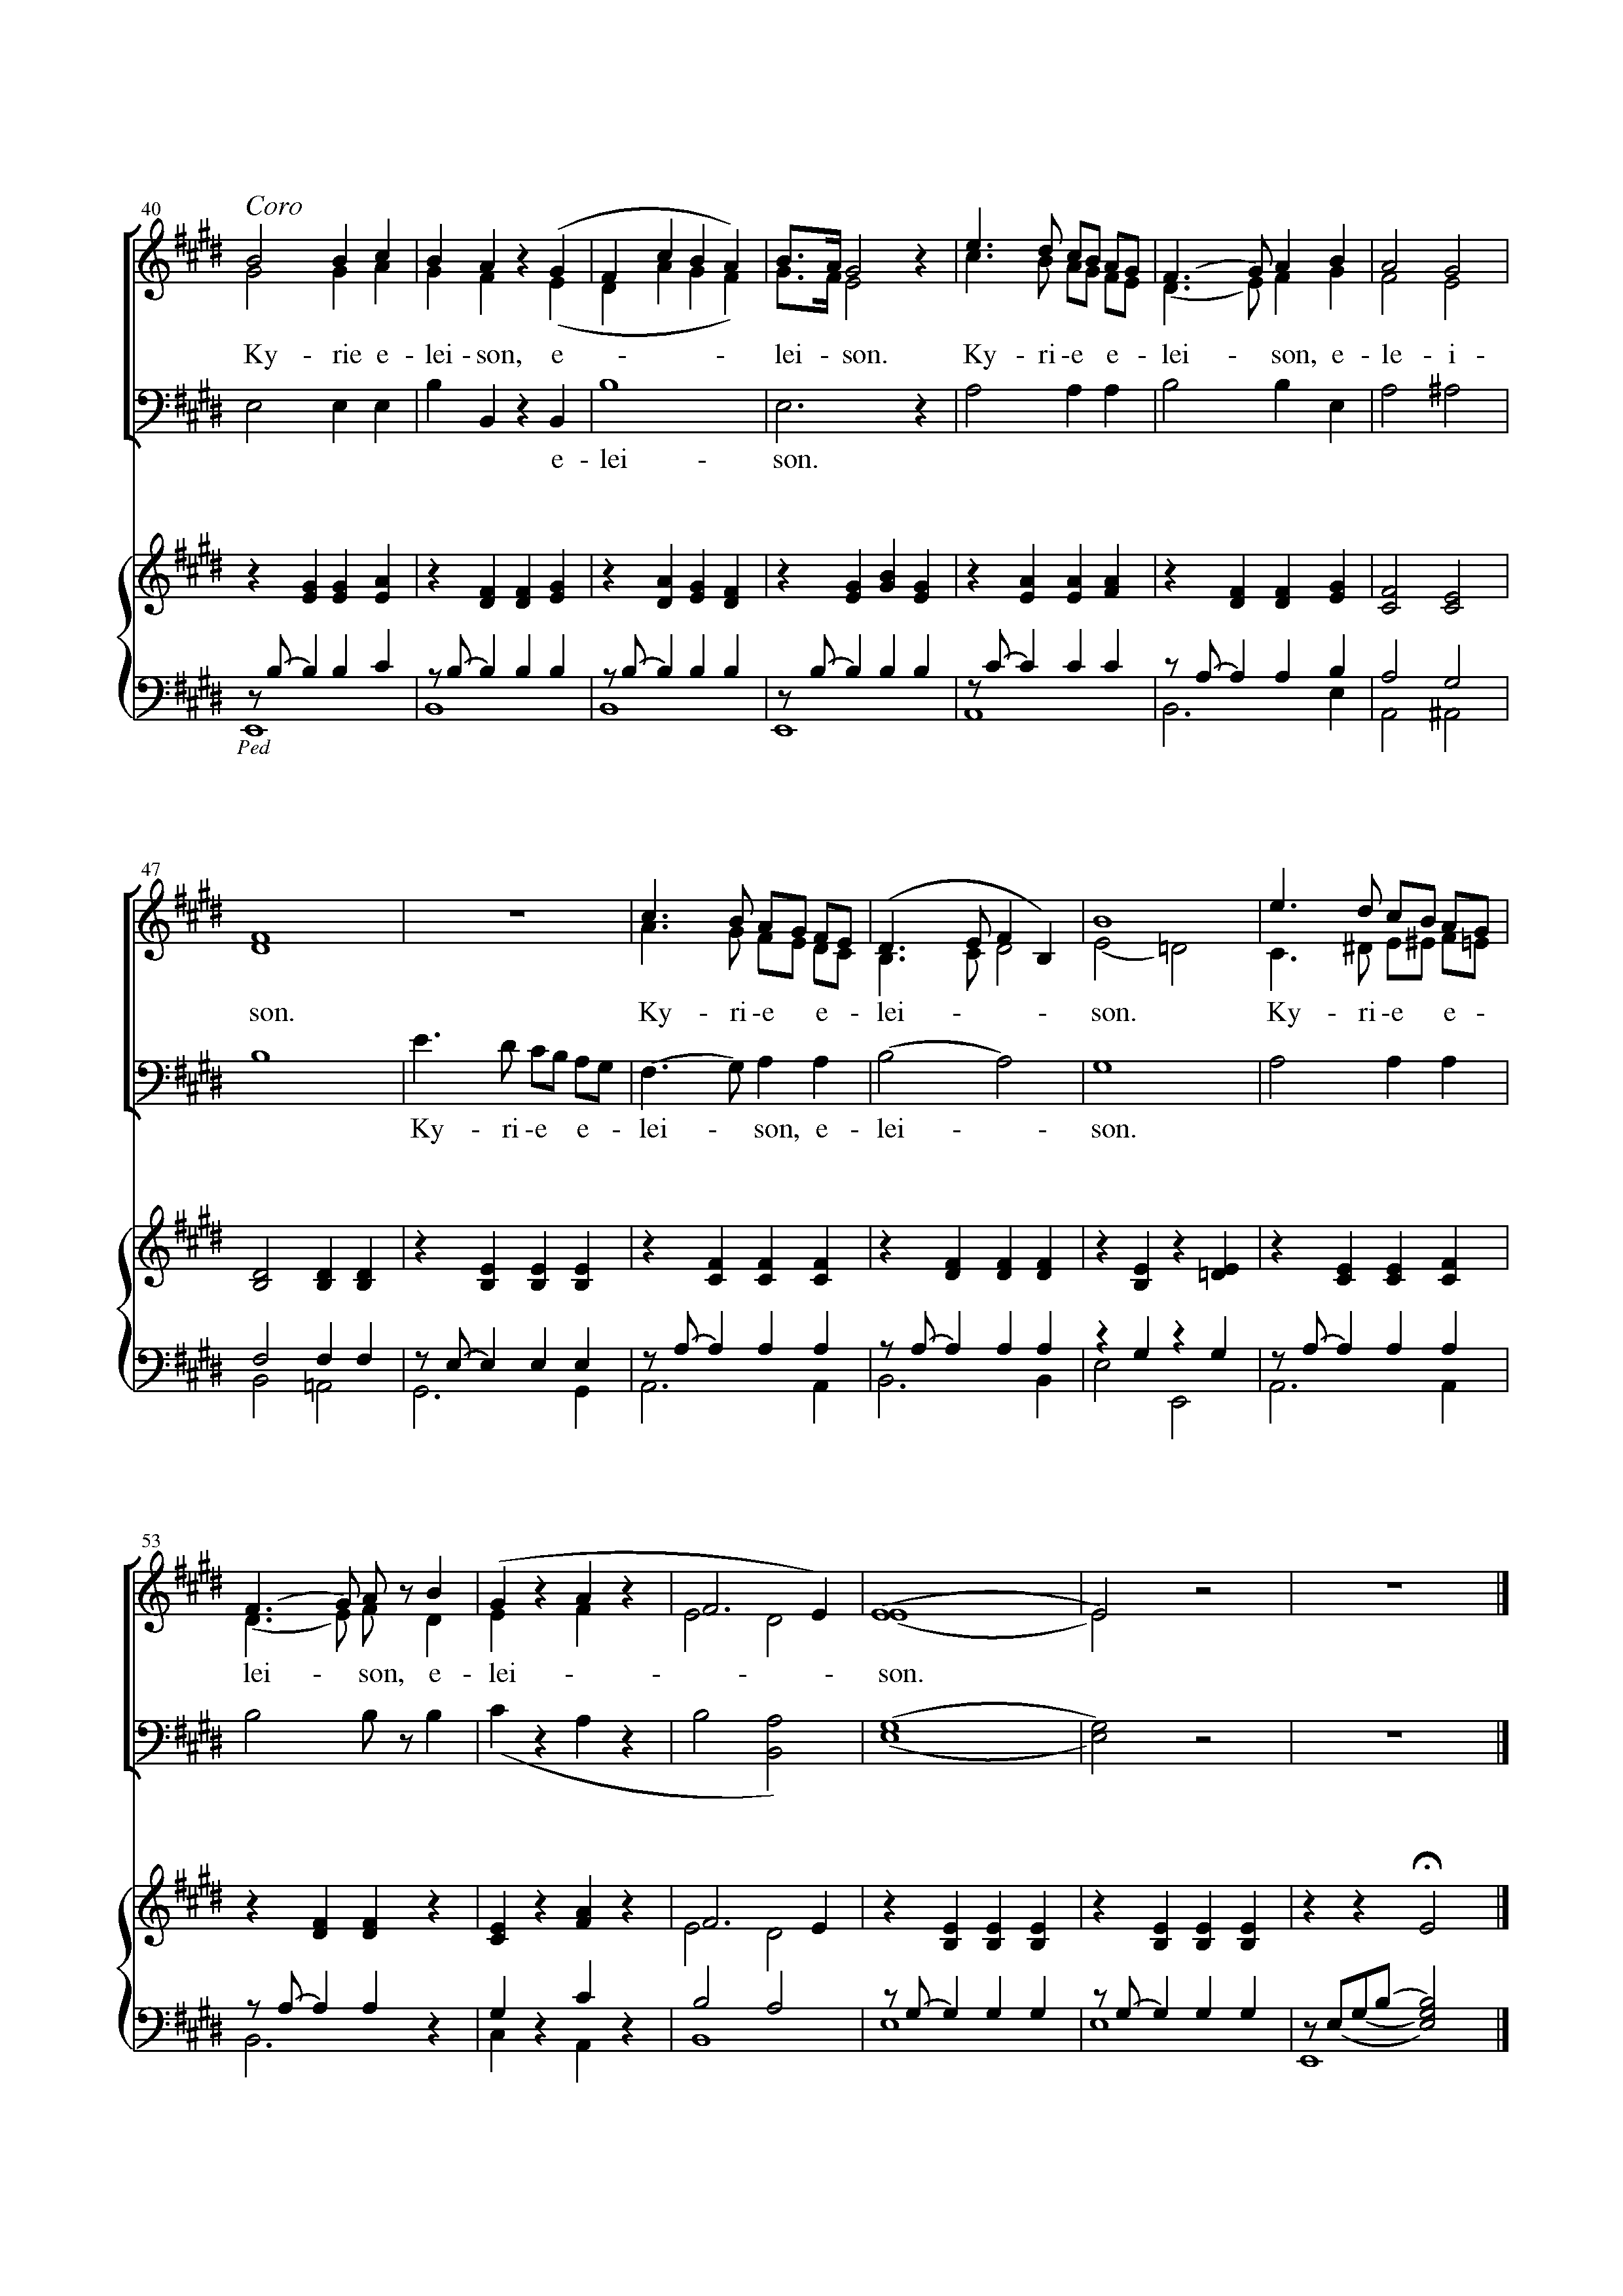 40
Coro
Ky - rie e - lei - son, e - - - lei - son. Ky - ri -e e - lei - son, e - le - i -
e - lei - son.
Ped
47
son. Ky - ri -e e - lei - - son. Ky - ri -e e -
Ky - ri -e e - lei - son, e - lei - - son.
53
lei - son, e - lei - - - - son.